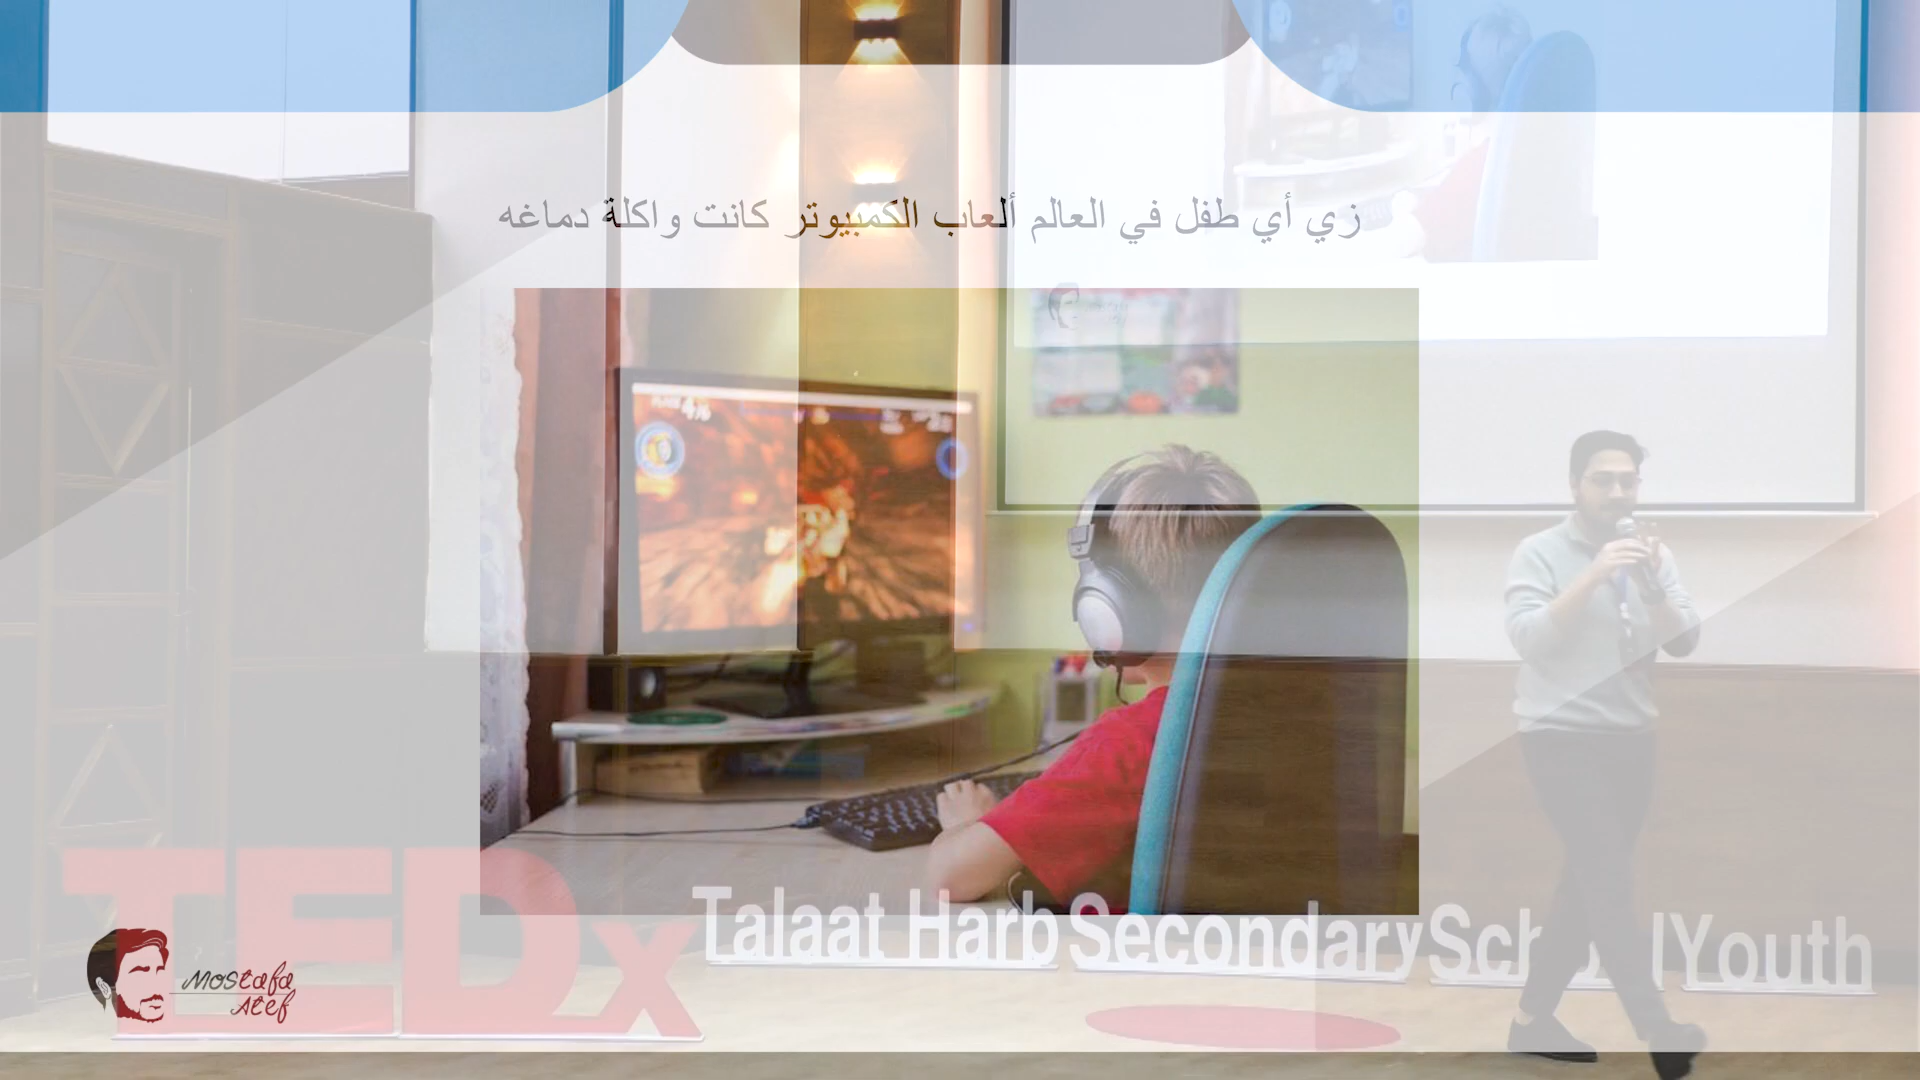 زي أي طفل في العالم ألعاب الكمبيوتر كانت واكلة دماغه
TEDx
Talaat Harb Secondary School Youth
Mostafa
Atef